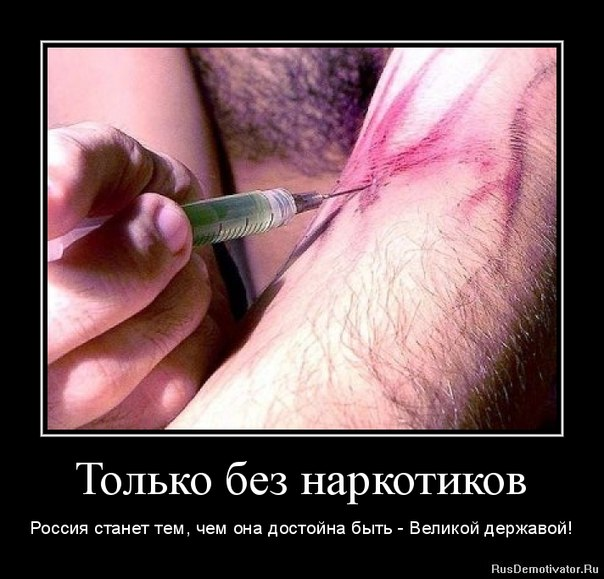 Только без наркотиков
Россия станет тем, чем она достойна быть - Великой державой!
RusDemotivator.Ru